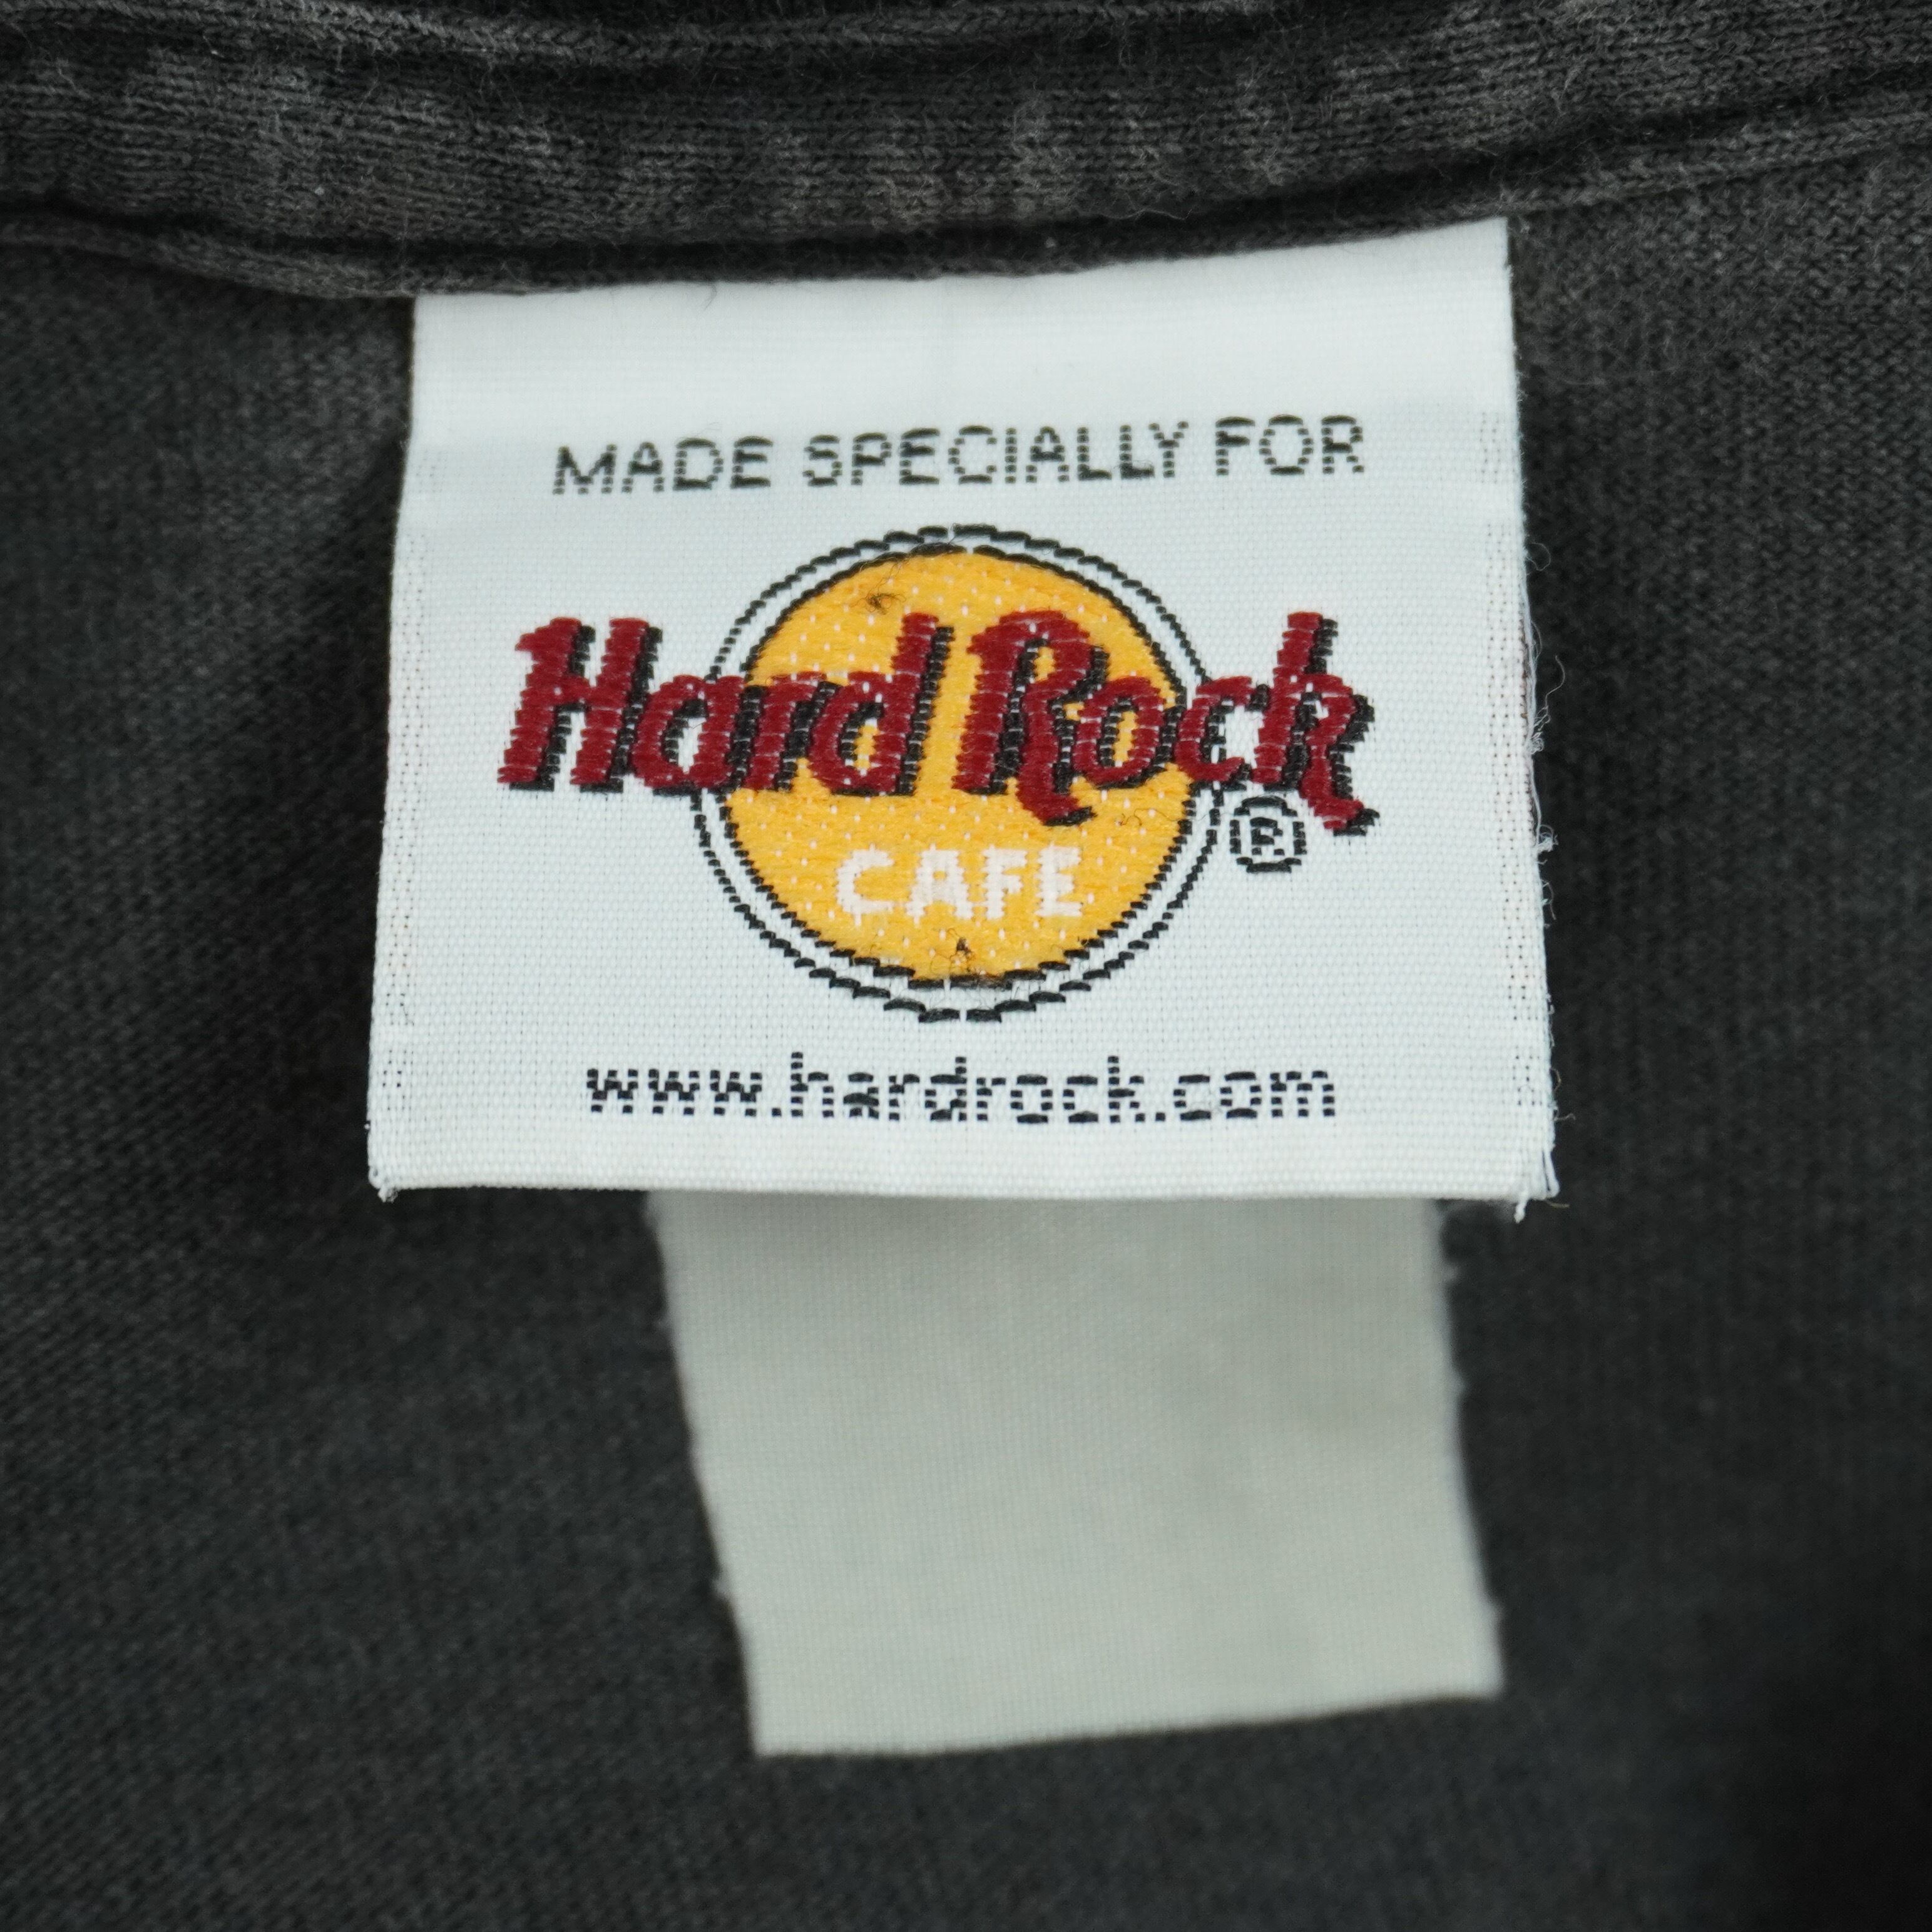 MADE SPECIALLY FOR
Hard Rock
®
CAFE
www.hardrock.com